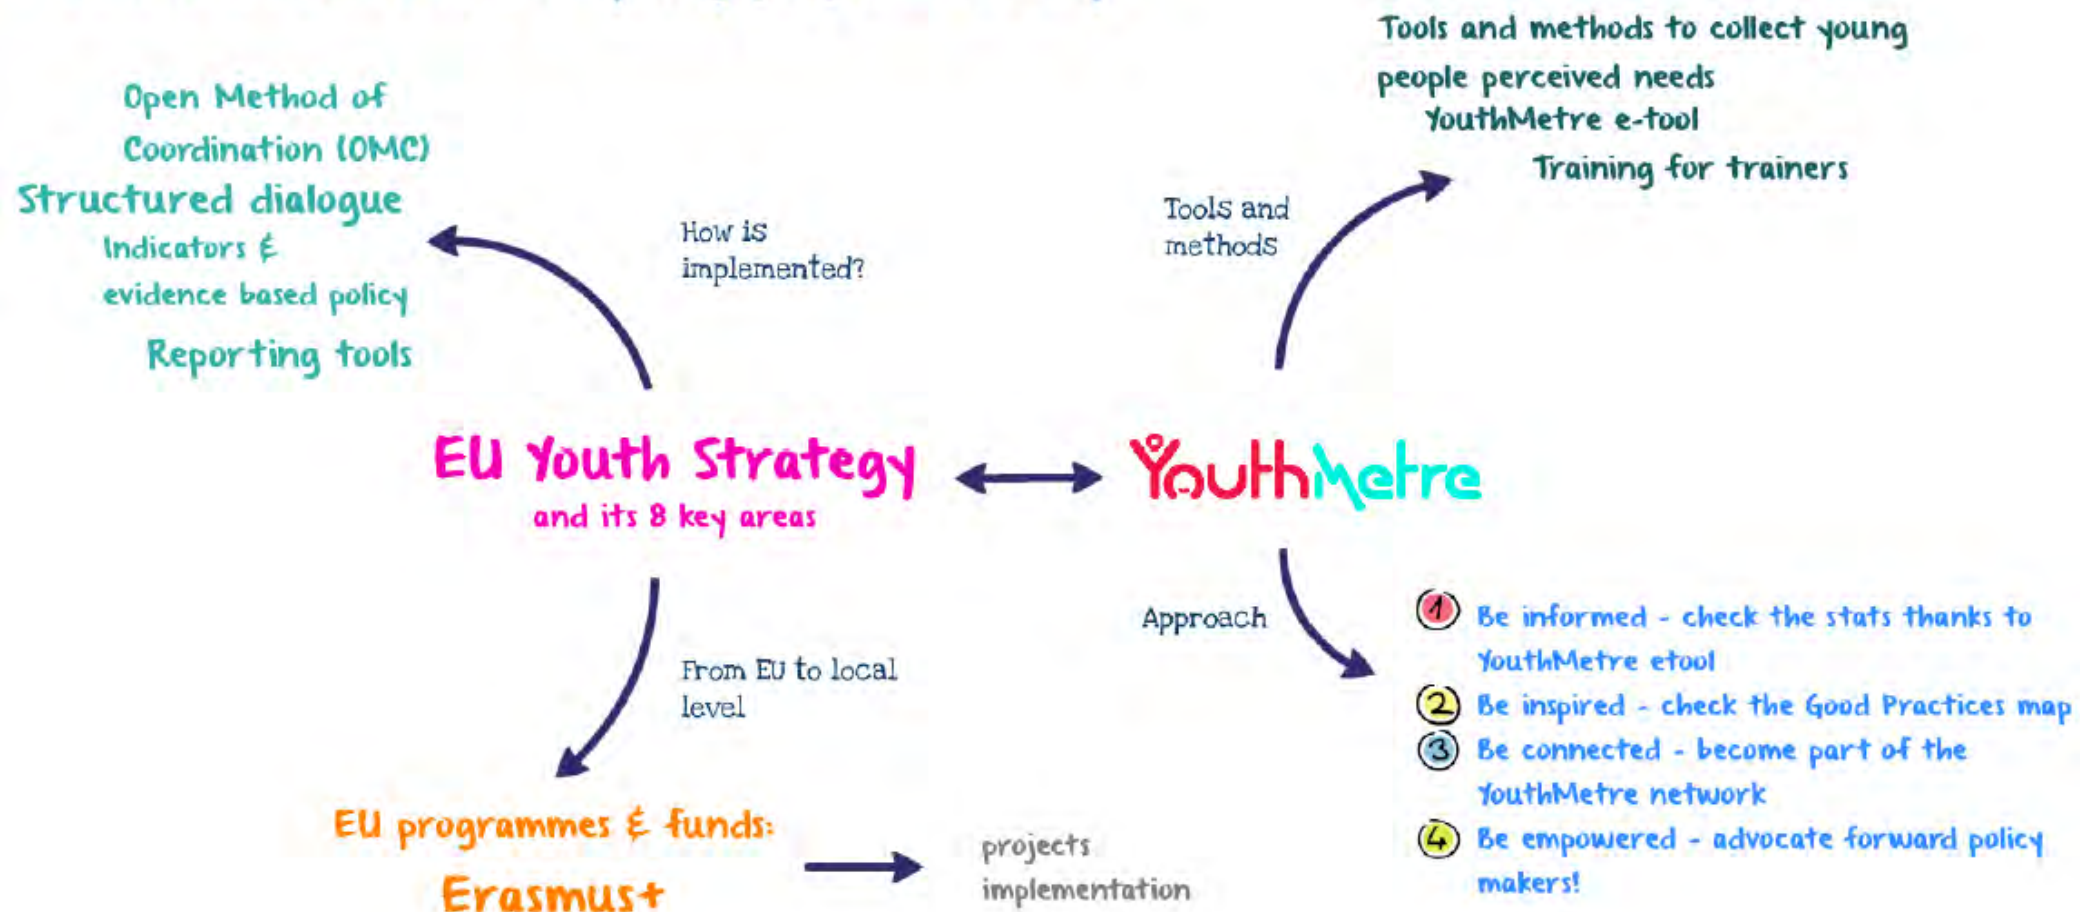 Tools and methods to collect young
people perceived needs
YouthMetre e-tool
Training for trainers
Open Method of
Coordination (OMC)
Structured dialogue
Indicators &
evidence based policy
Reporting tools
How is
implemented?
Tools and
methods
EU Youth Strategy
and its 8 key areas
YouthMetre
From EU to local
level
Approach
1 Be informed - check the stats thanks to
YouthMetre etool
2 Be inspired - check the Good Practices map
3 Be connected - become part of the
YouthMetre network
4 Be empowered - advocate forward policy
makers!
EU programmes & funds:
Erasmus+
projects
implementation